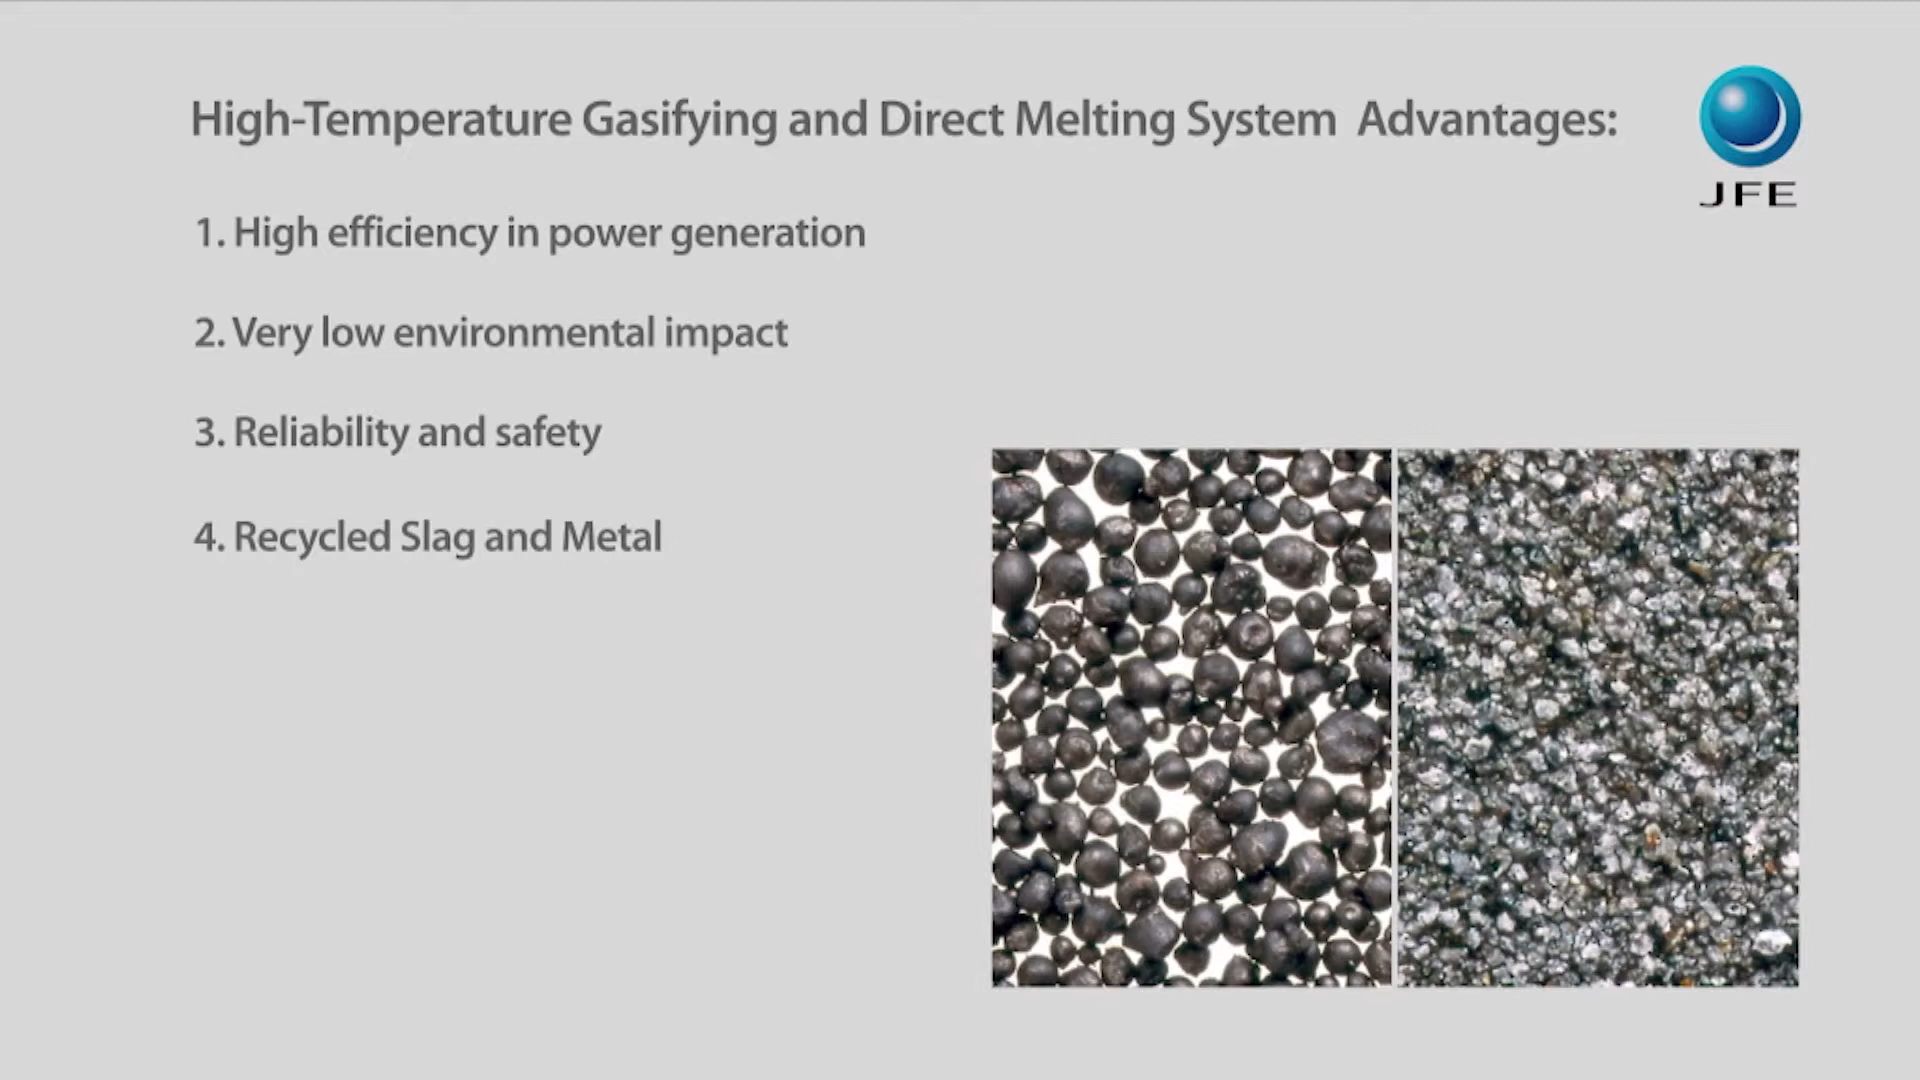 High-Temperature Gasifying and Direct Melting System Advantages:
JFE
1. High efficiency in power generation
2. Very low environmental impact
3. Reliability and safety
4. Recycled Slag and Metal